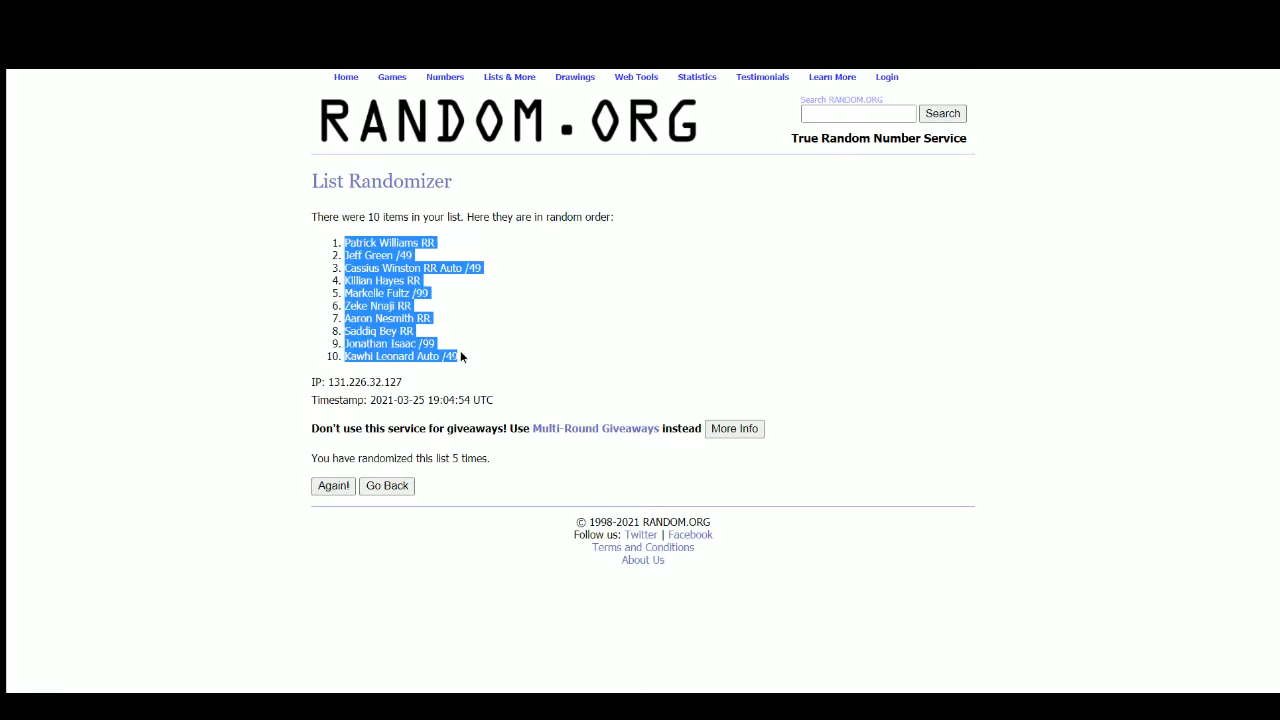 Home Games Numbers Lists & More Drawings Web Tools Statistics Testimonials Learn More Login
RANDOM.ORG
Search RANDOM.ORG
Search
True Random Number Service
List Randomizer
There were 10 items in your list. Here they are in random order:
1. Patrick Williams RR
2. Jeff Green /49
3. Cassius Winston RR Auto /49
4. Killian Hayes RR
5. Markelle Fultz /99
6. Zeke Nnaji RR
7. Aaron Nesmith RR
8. Saddiq Bey RR
9. Jonathan Isaac /99
10. Kawhi Leonard Auto /49
IP: 131.226.32.127
Timestamp: 2021-03-25 19:04:54 UTC
Don't use this service for giveaways! Use Multi-Round Giveaways instead More Info
You have randomized this list 5 times.
Again! Go Back
© 1998-2021 RANDOM.ORG
Follow us: Twitter | Facebook
Terms and Conditions
About Us